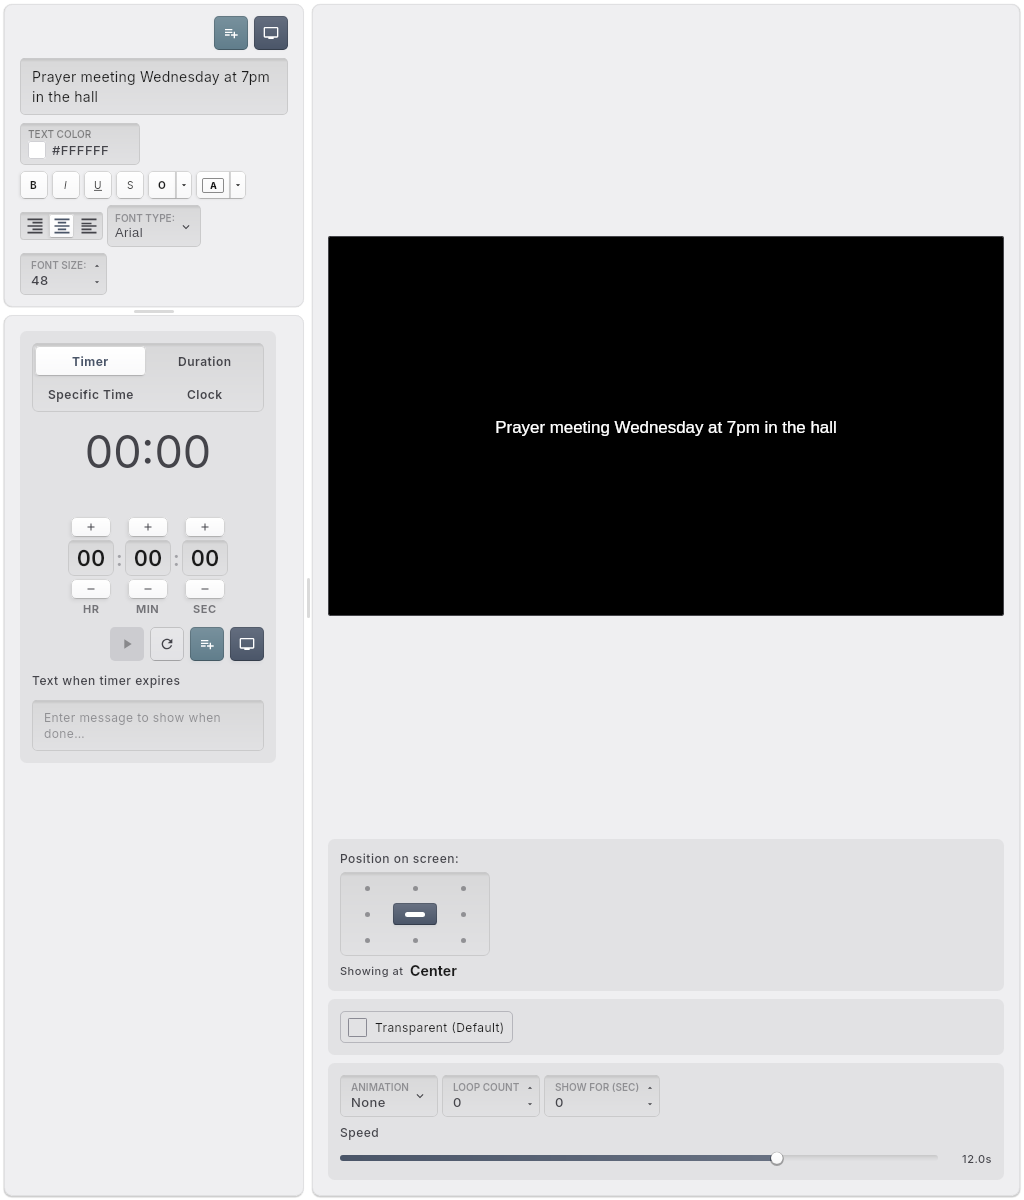 Prayer meeting Wednesday at 7pm
in the hall
TEXT COLOR
#FFFFFF
B I U S O A
FONT TYPE:
Arial
FONT SIZE:
48
Timer Duration
Specific Time Clock
00:00
+ + +
00 : 00 : 00
− − −
HR MIN SEC
Text when timer expires
Enter message to show when
done...
Prayer meeting Wednesday at 7pm in the hall
Position on screen:
Showing at Center
Transparent (Default)
ANIMATION LOOP COUNT SHOW FOR (SEC)
None 0 0
Speed
12.0s